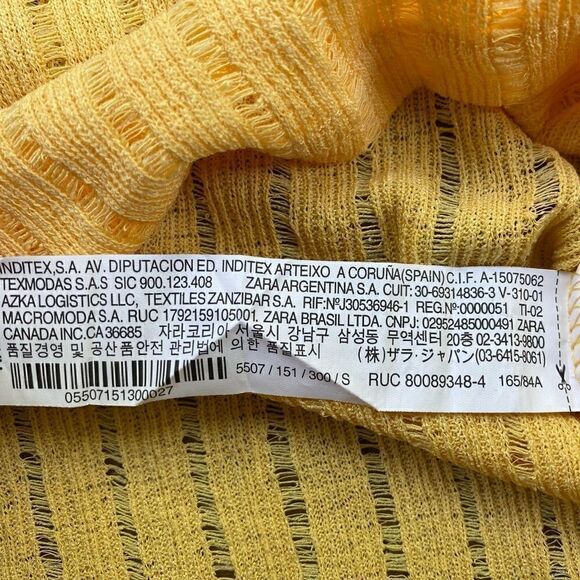 INDITEX,S.A. AV. DIPUTACION ED. INDITEX ARTEIXO A CORUÑA(SPAIN) C.I.F. A-15075062
TEXMODAS S.A.S SIC 900.123.408 ZARA ARGENTINA S.A. CUIT: 30-69314836-3 V-310-01
AZKA LOGISTICS LLC, TEXTILES ZANZIBAR S.A. RIF:NºJ30536946-1 REG.Nº:0000051 TI-02
MACROMODA S.A. RUC 1792159105001. ZARA BRASIL LTDA. CNPJ: 02952485000491 ZARA
CANADA INC.CA 36685 자라코리아 서울시 강남구 삼성동 무역센터 20층 02-3413-9800
품질경영 및 공산품안전 관리법에 의한 품질표시 (株) ザラ・ジャパン(03-6415-8061)
5507 / 151 / 300 / S RUC 80089348-4 165/84A
05507151300027